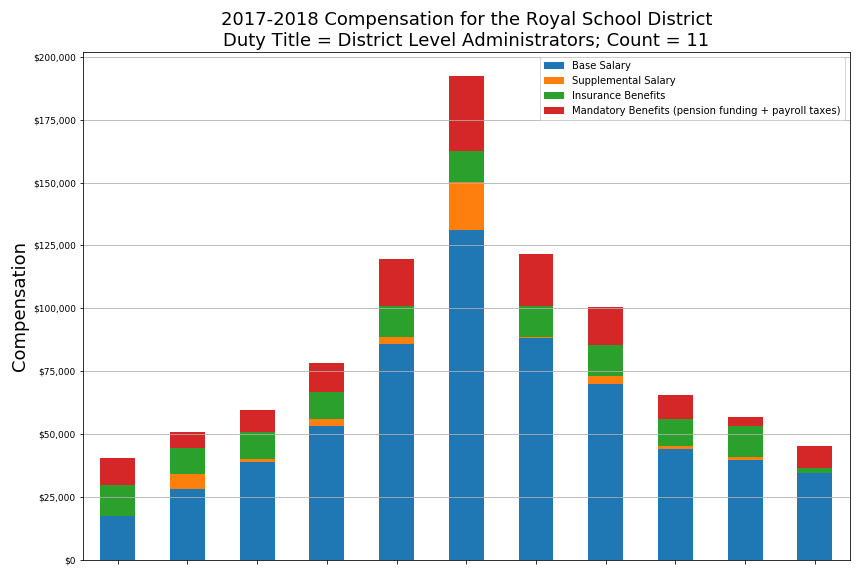 2017-2018 Compensation for the Royal School District
Duty Title = District Level Administrators; Count = 11
Base Salary
Supplemental Salary
Insurance Benefits
Mandatory Benefits (pension funding + payroll taxes)
Compensation
$200,000
$175,000
$150,000
$125,000
$100,000
$75,000
$50,000
$25,000
$0